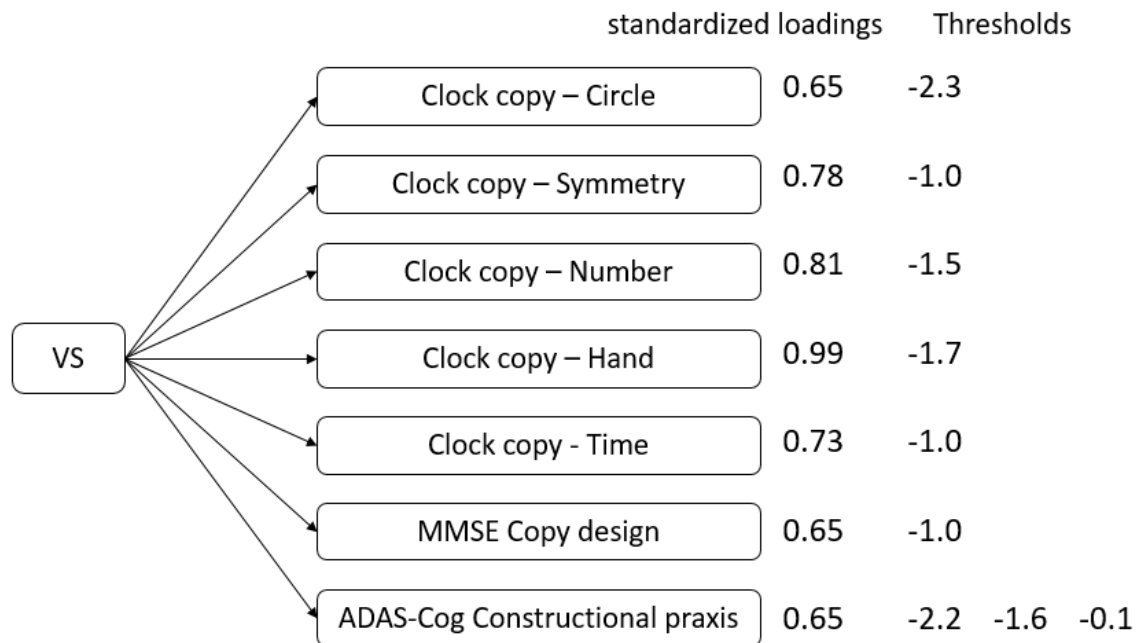 standardized loadings Thresholds
Clock copy – Circle 0.65 -2.3
Clock copy – Symmetry 0.78 -1.0
Clock copy – Number 0.81 -1.5
VS Clock copy – Hand 0.99 -1.7
Clock copy - Time 0.73 -1.0
MMSE Copy design 0.65 -1.0
ADAS-Cog Constructional praxis 0.65 -2.2 -1.6 -0.1